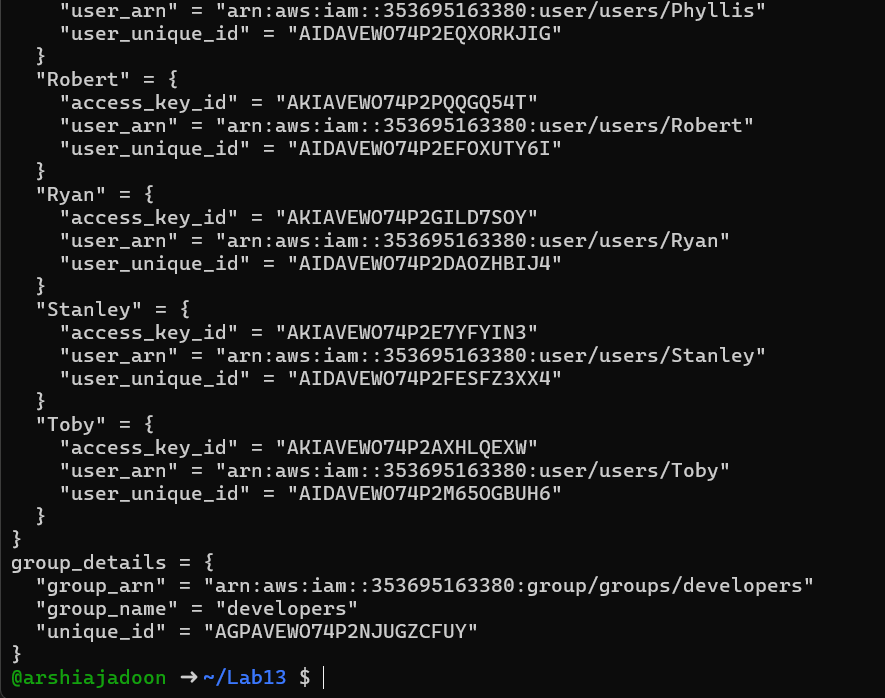 "user_arn" = "arn:aws:iam::353695163380:user/users/Phyllis"
    "user_unique_id" = "AIDAVEWO74P2EQXORKJIG"
  }
  "Robert" = {
    "access_key_id" = "AKIAVEWO74P2PQQGQ54T"
    "user_arn" = "arn:aws:iam::353695163380:user/users/Robert"
    "user_unique_id" = "AIDAVEWO74P2EFOXUTY6I"
  }
  "Ryan" = {
    "access_key_id" = "AKIAVEWO74P2GILD7SOY"
    "user_arn" = "arn:aws:iam::353695163380:user/users/Ryan"
    "user_unique_id" = "AIDAVEWO74P2DAOZHBIJ4"
  }
  "Stanley" = {
    "access_key_id" = "AKIAVEWO74P2E7YFYIN3"
    "user_arn" = "arn:aws:iam::353695163380:user/users/Stanley"
    "user_unique_id" = "AIDAVEWO74P2FESFZ3XX4"
  }
  "Toby" = {
    "access_key_id" = "AKIAVEWO74P2AXHLQEXW"
    "user_arn" = "arn:aws:iam::353695163380:user/users/Toby"
    "user_unique_id" = "AIDAVEWO74P2M65OGBUH6"
  }
}
group_details = {
  "group_arn" = "arn:aws:iam::353695163380:group/groups/developers"
  "group_name" = "developers"
  "unique_id" = "AGPAVEWO74P2NJUGZCFUY"
}
@arshiajadoon ➜ ~/Lab13 $